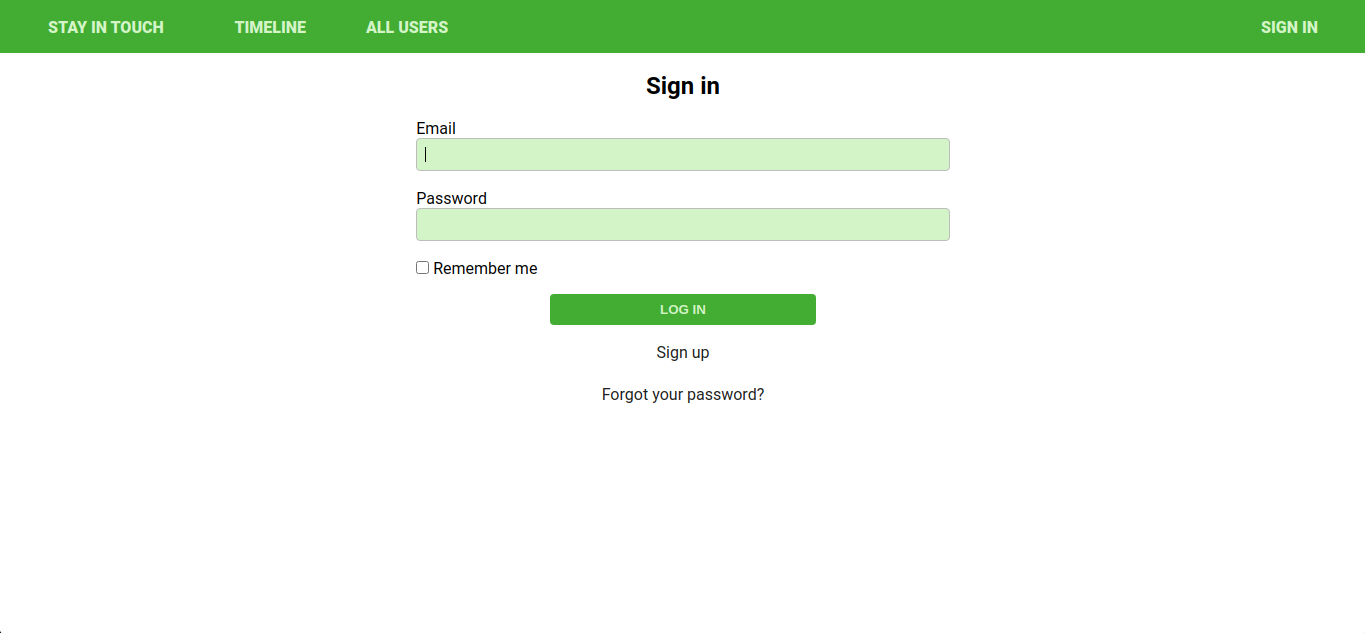 STAY IN TOUCH TIMELINE ALL USERS SIGN IN
Sign in
Email
Password
Remember me
LOG IN
Sign up
Forgot your password?